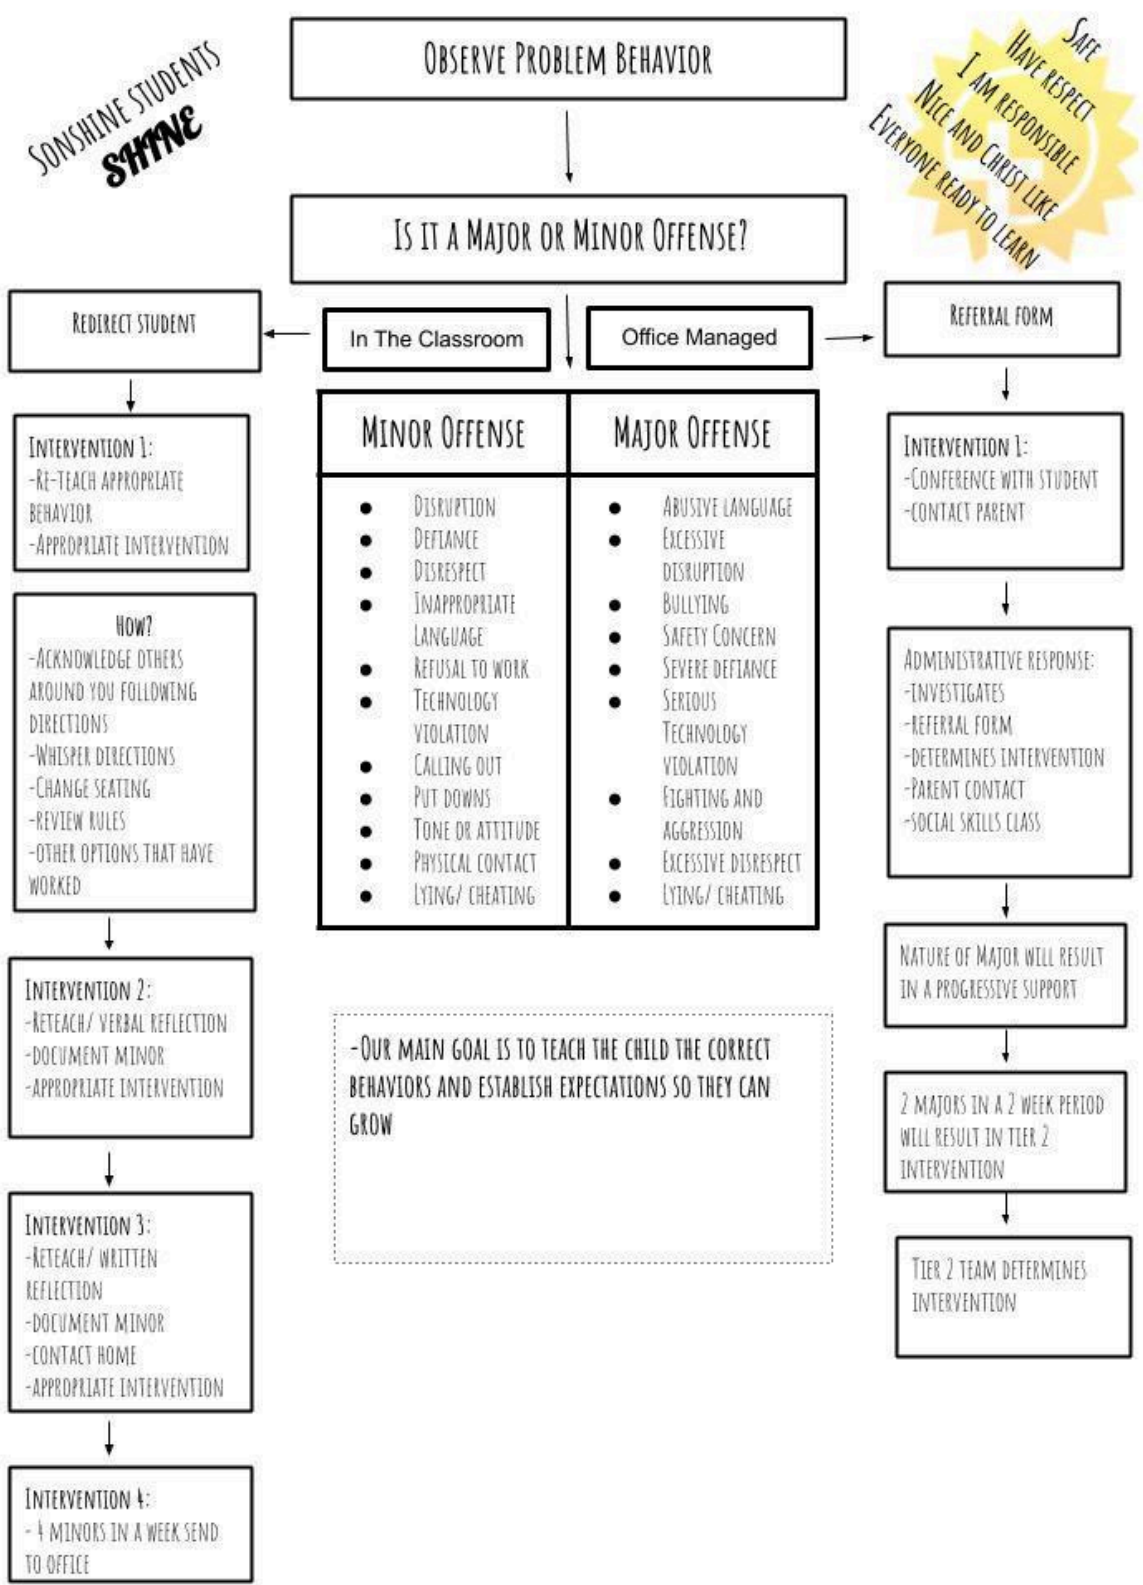 Sonshine Students
SHINE
Observe Problem Behavior
Safe
Have respect
I am responsible
Nice and Christ like
Everyone ready to learn
Is it a Major or Minor Offense?
Redirect student
In The Classroom
Office Managed
Referral form
Minor Offense
Major Offense
● Disruption
● Defiance
● Disrespect
● Inappropriate
Language
● Refusal to work
● Technology
violation
● Calling out
● Put downs
● Tone or attitude
● Physical contact
● Lying/ cheating
● Abusive language
● Excessive
disruption
● Bullying
● Safety Concern
● Severe defiance
● Serious
Technology
violation
● Fighting and
aggression
● Excessive disrespect
● Lying/ cheating
Intervention 1:
-Re-teach appropriate
behavior
-Appropriate intervention
How?
-Acknowledge others
around you following
directions
-Whisper directions
-Change seating
-review rules
-other options that have
worked
Intervention 2:
-Reteach/ verbal reflection
-document minor
-appropriate intervention
Intervention 3:
-Reteach/ written
reflection
-document minor
-contact home
-appropriate intervention
Intervention 4:
- 4 minors in a week send
to office
-Our main goal is to teach the child the correct
behaviors and establish expectations so they can
grow
Intervention 1:
-Conference with student
-contact parent
Administrative response:
-investigates
-referral form
-determines intervention
-Parent contact
-social skills class
Nature of Major will result
in a progressive support
2 majors in a 2 week period
will result in tier 2
intervention
Tier 2 team determines
intervention